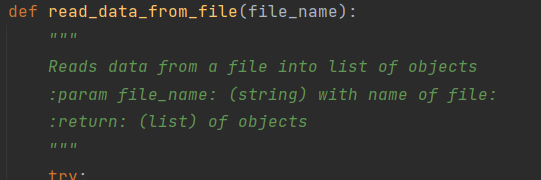 def read_data_from_file(file_name):
"""
Reads data from a file into list of objects
:param file_name: (string) with name of file:
:return: (list) of objects
"""
try: